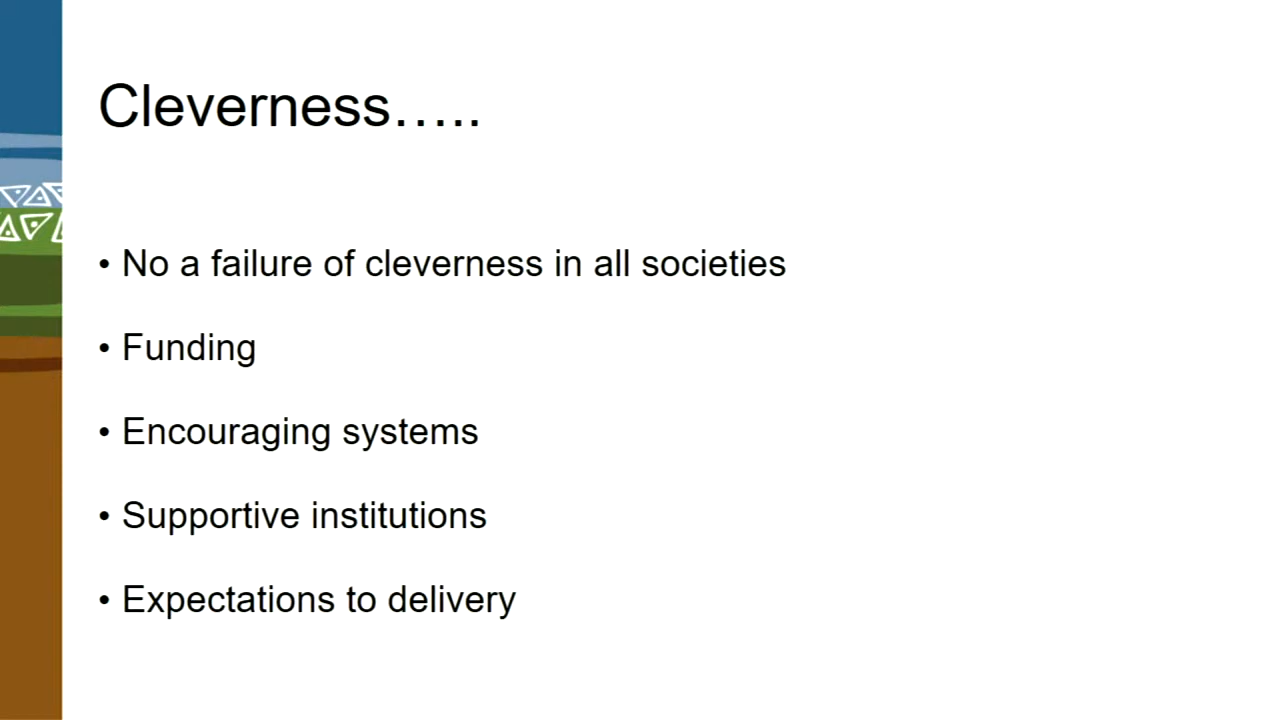 Cleverness…..
• No a failure of cleverness in all societies
• Funding
• Encouraging systems
• Supportive institutions
• Expectations to delivery